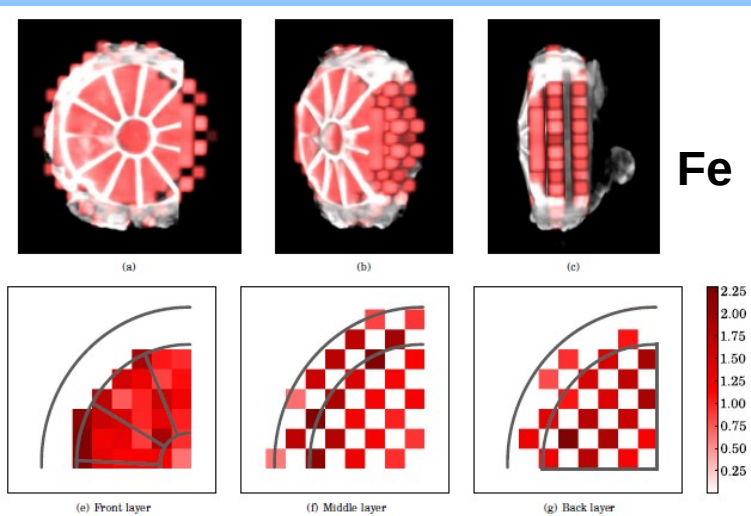 Fe
(a)
(b)
(c)
2.25
2.00
1.75
1.50
1.25
1.00
0.75
0.50
0.25
(e) Front layer
(f) Middle layer
(g) Back layer